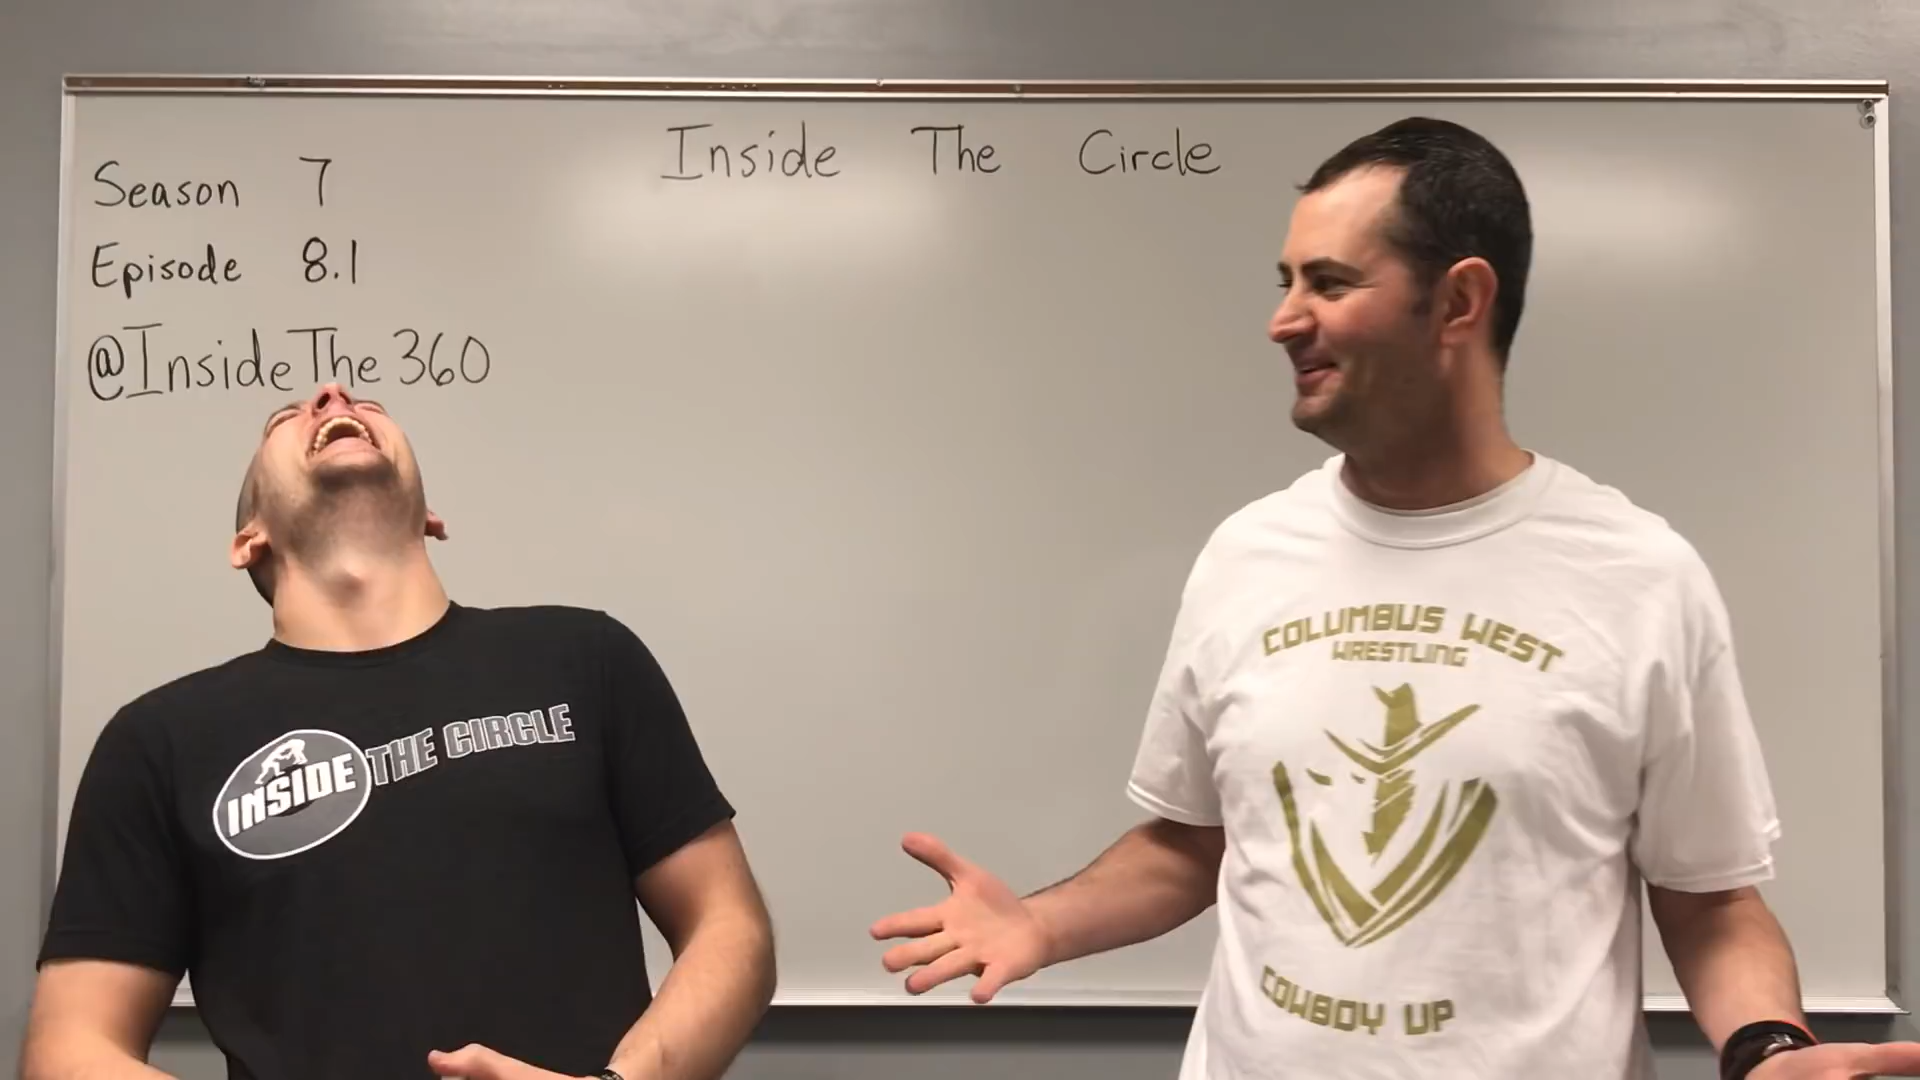 Inside The Circle
Season 7
Episode 8.1
@InsideThe360
INSIDE THE CIRCLE
COLUMBUS WEST
WRESTLING
COWBOY UP